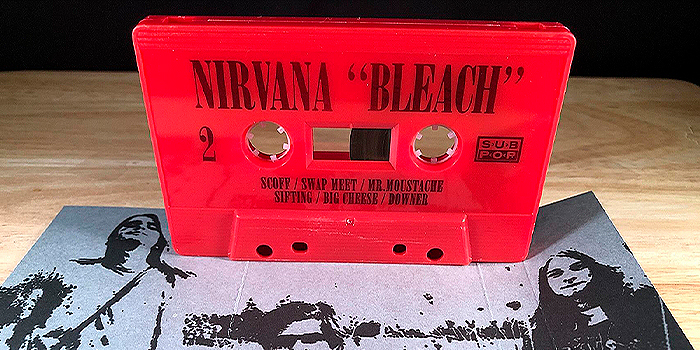 NIRVANA “BLEACH”
2
SUB
POP
SCOFF / SWAP MEET / MR.MOUSTACHE
SIFTING / BIG CHEESE / DOWNER